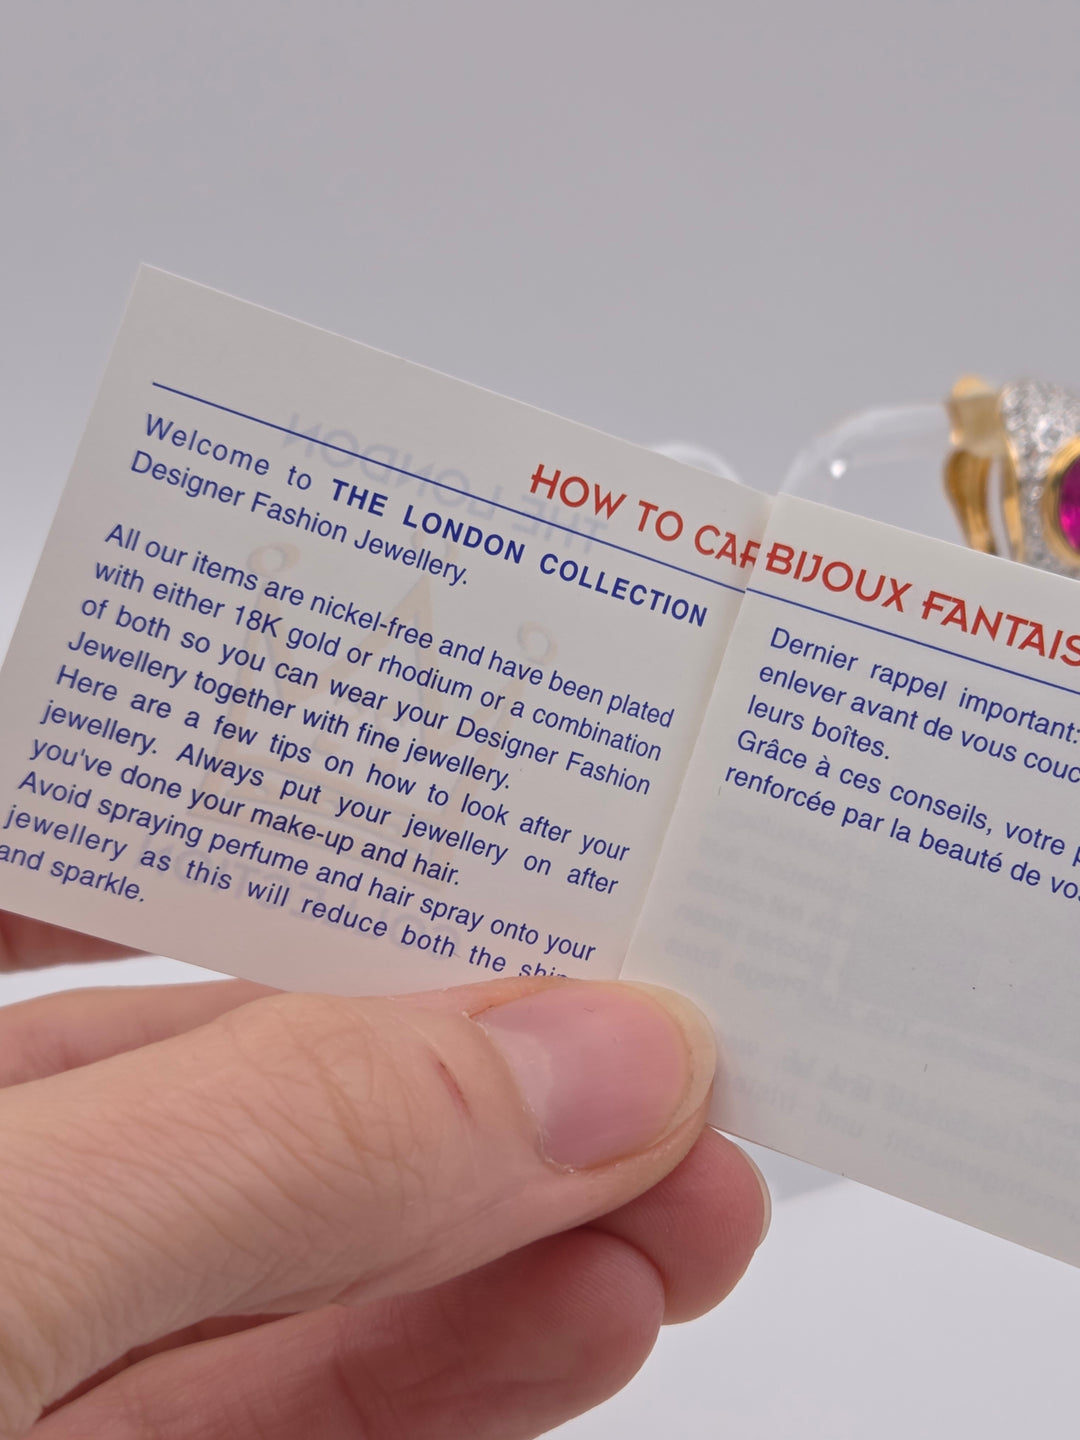 HOW TO CAR
Welcome to THE LONDON COLLECTION
Designer Fashion Jewellery.
All our items are nickel-free and have been plated
with either 18K gold or rhodium or a combination
of both so you can wear your Designer Fashion
Jewellery together with fine jewellery.
Here are a few tips on how to look after your
jewellery. Always put your jewellery on after
you've done your make-up and hair.
Avoid spraying perfume and hair spray onto your
jewellery as this will reduce both the shine
and sparkle.
BIJOUX FANTAIS
Dernier rappel important:
enlever avant de vous couc
leurs boîtes.
Grâce à ces conseils, votre p
renforcée par la beauté de vos